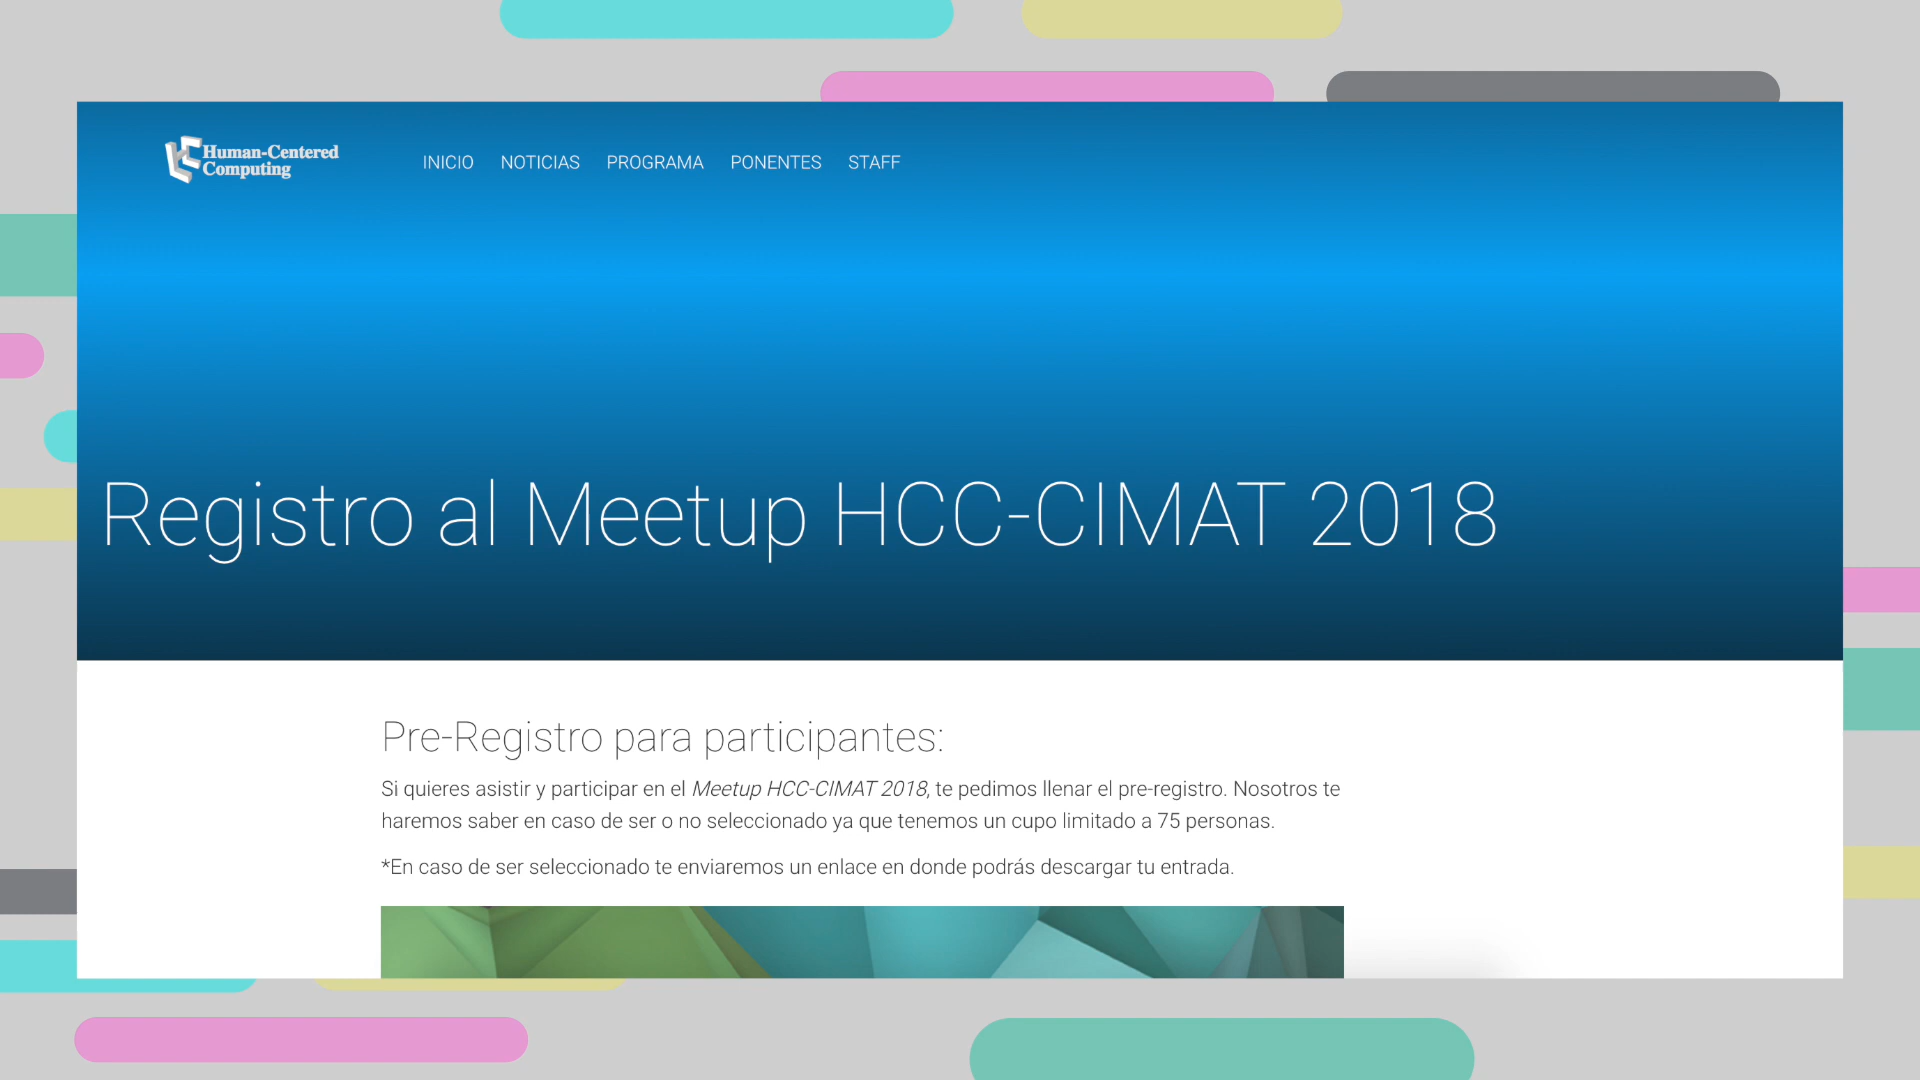 Human-Centered
Computing
INICIO NOTICIAS PROGRAMA PONENTES STAFF
Registro al Meetup HCC-CIMAT 2018
Pre-Registro para participantes:
Si quieres asistir y participar en el Meetup HCC-CIMAT 2018, te pedimos llenar el pre-registro. Nosotros te
haremos saber en caso de ser o no seleccionado ya que tenemos un cupo limitado a 75 personas.
*En caso de ser seleccionado te enviaremos un enlace en donde podrás descargar tu entrada.